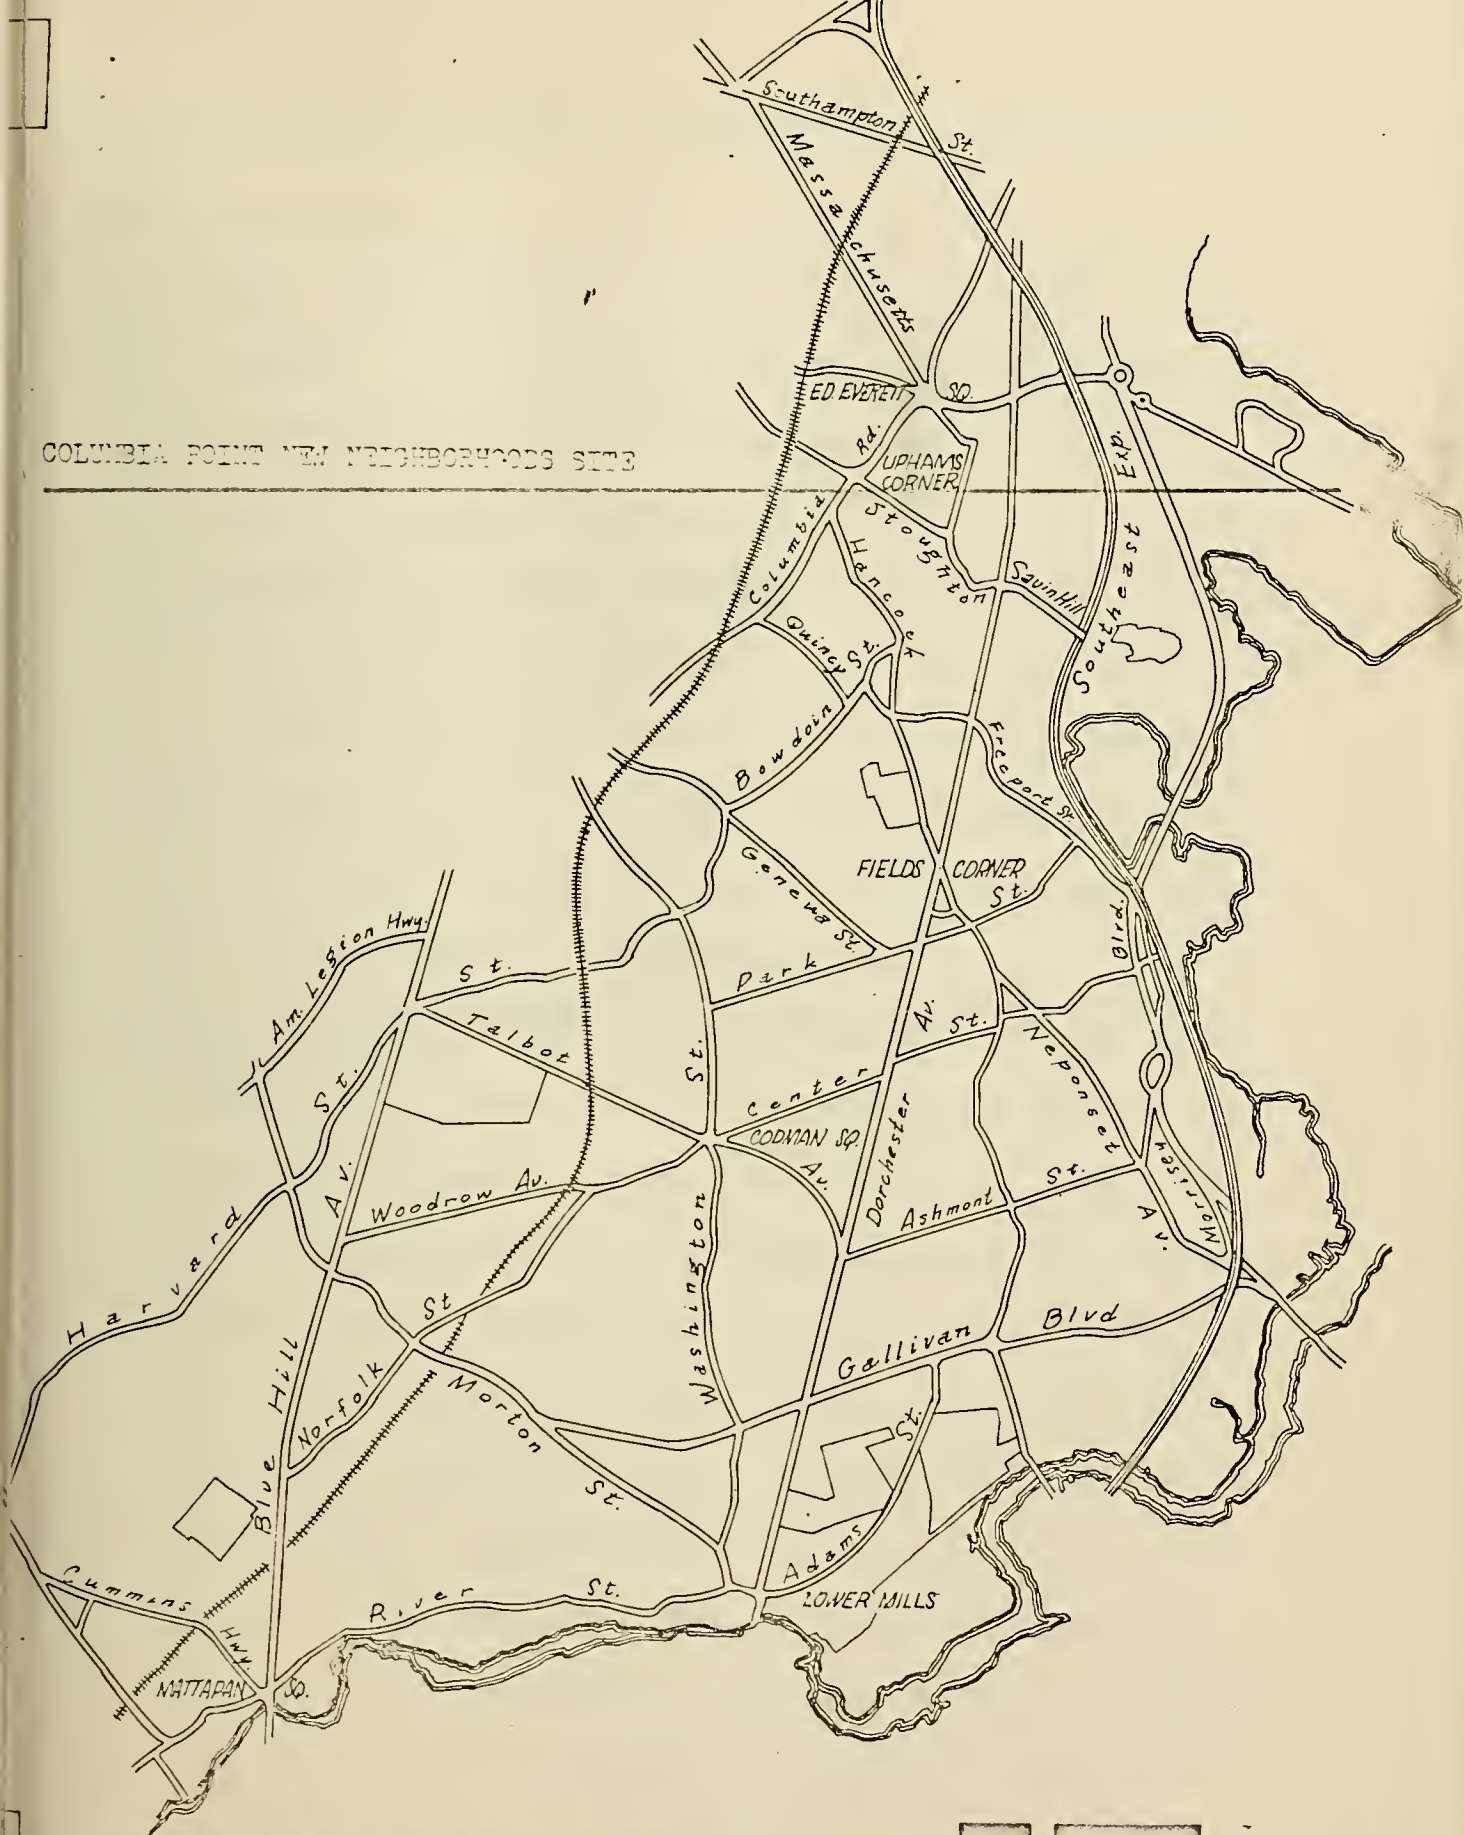 Southampton St.
Massachusetts
ED. EVERETT SQ.
COLUMBIA POINT NEW NEIGHBORHOODS SITE
Columbia Rd.
UPHAMS
CORNER
Southeast Exp.
Stoughton
Hancock
Savin Hill
Quincy St.
Bowdoin
Freeport St.
Geneva St.
FIELDS CORNER
St.
Am. Legion Hwy.
St.
Park
Blvd.
Talbot
St.
Av.
St.
Neponset
Center
CODMAN SQ.
Av.
Dorchester
St.
Av.
Woodrow Av.
Ashmont St.
Morrisey
Av.
Harvard
Washington
St
Gallivan Blvd
Blue Hill
Norfolk
Morton
St.
St.
Adams
Cummins
Hwy.
River St.
LOWER MILLS
MATTAPAN SQ.